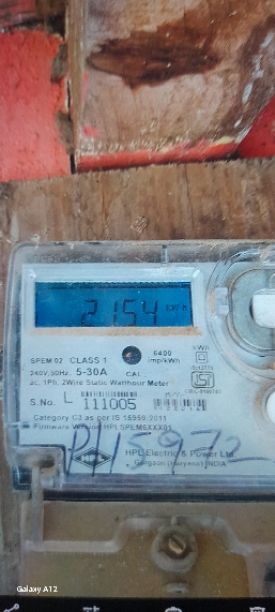 2154 kWh
SPEM 02 CLASS 1
6400
imp/kWh
240V, 50Hz. 5-30A CAL
ac, 1Ph, 2Wire Static Watthour Meter
S.No. L 111005
Category C3 as per IS 15959:2011
HPL Electric & Power Ltd
Gurgaon (Haryana) INDIA
Galaxy A12